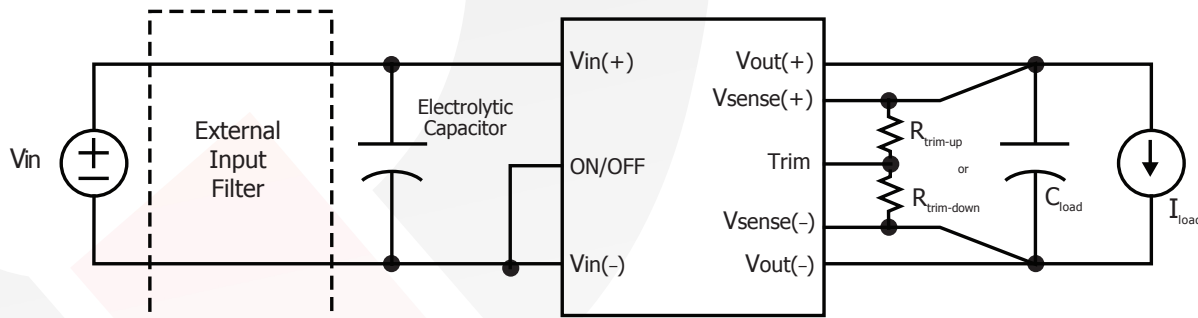 Vin
External
Input
Filter
Electrolytic
Capacitor
Vin(+)
ON/OFF
Vin(–)
Vout(+)
Vsense(+)
Trim
Vsense(–)
Vout(–)
Rtrim-up
or
Rtrim-down
Cload
Iload